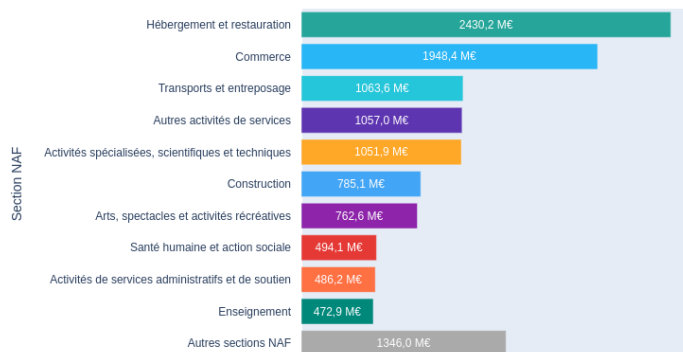 Section NAF
Hébergement et restauration 2430,2 M€
Commerce 1948,4 M€
Transports et entreposage 1063,6 M€
Autres activités de services 1057,0 M€
Activités spécialisées, scientifiques et techniques 1051,9 M€
Construction 785,1 M€
Arts, spectacles et activités récréatives 762,6 M€
Santé humaine et action sociale 494,1 M€
Activités de services administratifs et de soutien 486,2 M€
Enseignement 472,9 M€
Autres sections NAF 1346,0 M€